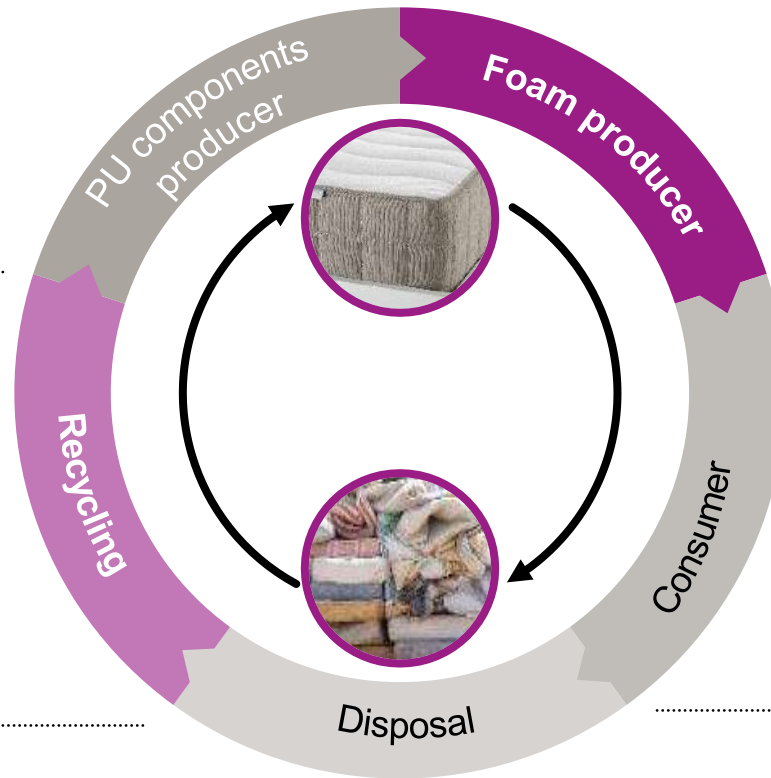 PU components
producer
Foam producer
Consumer
Disposal
Recycling